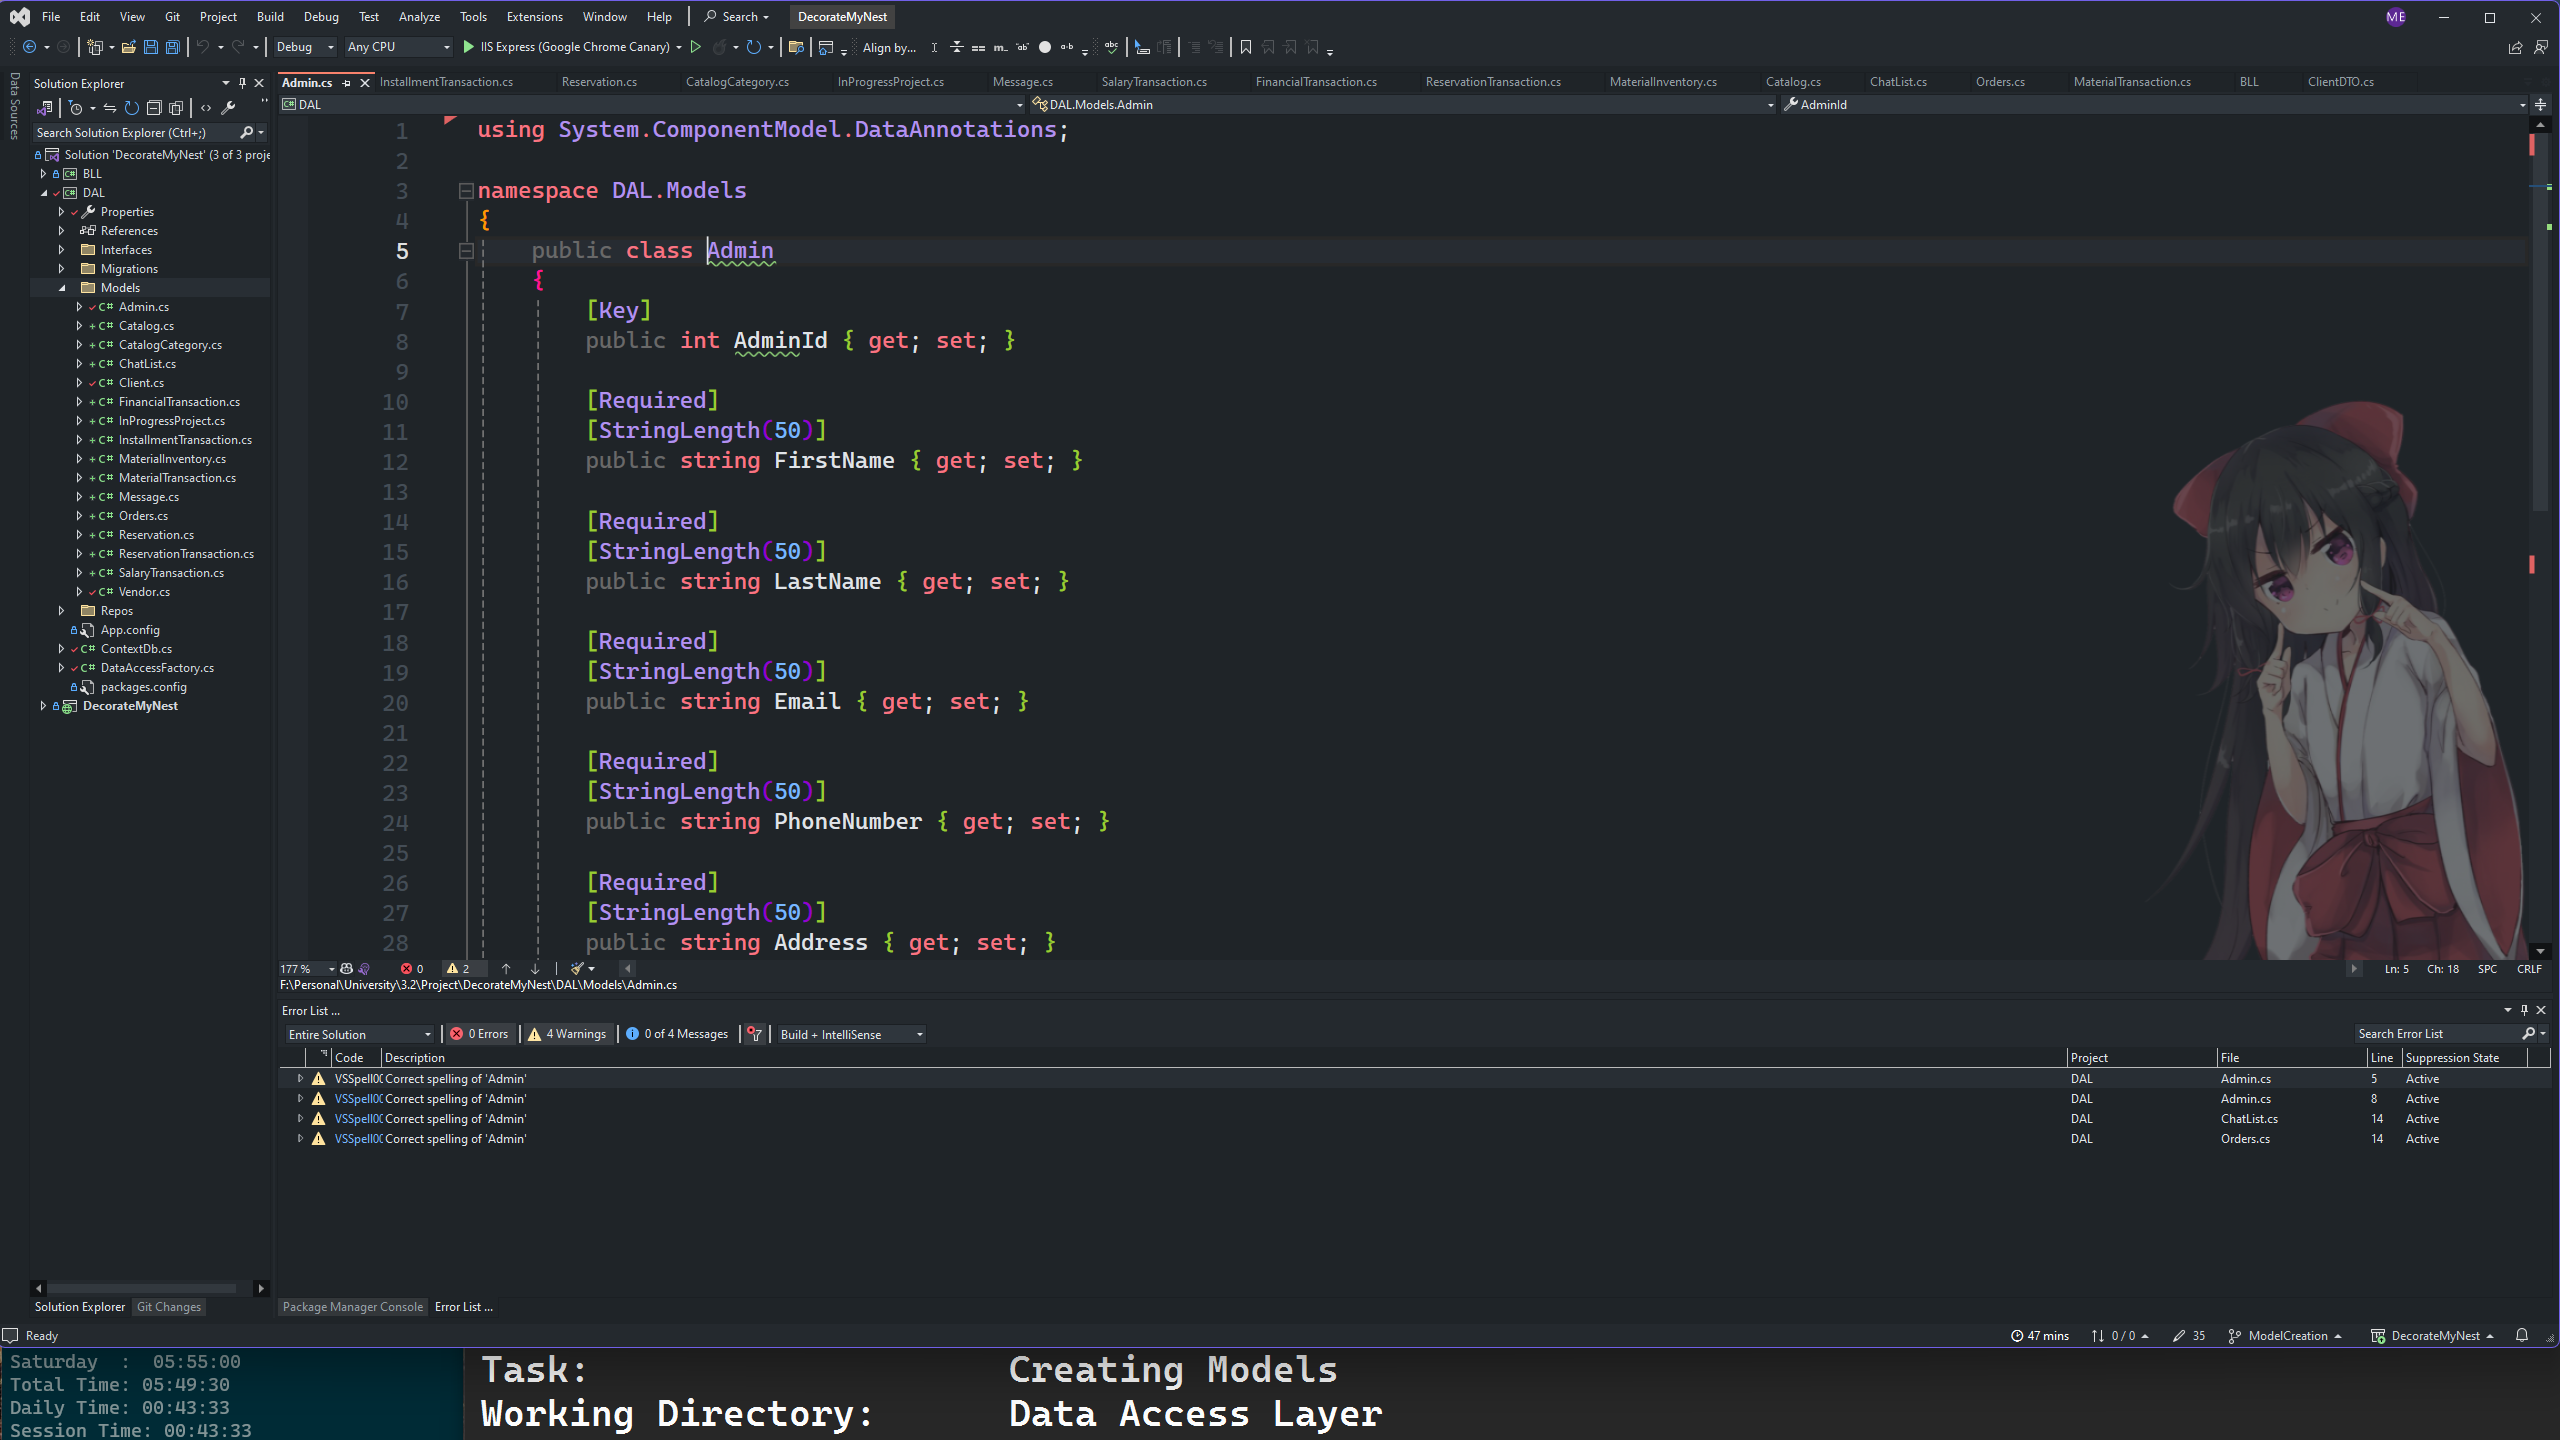 File Edit View Git Project Build Debug Test Analyze Tools Extensions Window Help Search DecorateMyNest ME
Debug Any CPU IIS Express (Google Chrome Canary) Align by...
Data Sources
Solution Explorer
Search Solution Explorer (Ctrl+;)
Solution 'DecorateMyNest' (3 of 3 proje
BLL
DAL
Properties
References
Interfaces
Migrations
Models
C# Admin.cs
C# Catalog.cs
C# CatalogCategory.cs
C# ChatList.cs
C# Client.cs
C# FinancialTransaction.cs
C# InProgressProject.cs
C# InstallmentTransaction.cs
C# MaterialInventory.cs
C# MaterialTransaction.cs
C# Message.cs
C# Orders.cs
C# Reservation.cs
C# ReservationTransaction.cs
C# SalaryTransaction.cs
C# Vendor.cs
Repos
App.config
C# ContextDb.cs
C# DataAccessFactory.cs
packages.config
DecorateMyNest
Solution Explorer Git Changes
Admin.cs InstallmentTransaction.cs Reservation.cs CatalogCategory.cs InProgressProject.cs Message.cs SalaryTransaction.cs FinancialTransaction.cs ReservationTransaction.cs MaterialInventory.cs Catalog.cs ChatList.cs Orders.cs MaterialTransaction.cs BLL ClientDTO.cs
DAL DAL.Models.Admin AdminId
1 using System.ComponentModel.DataAnnotations;
2
3 namespace DAL.Models
4 {
5 public class Admin
6 {
7 [Key]
8 public int AdminId { get; set; }
9
10 [Required]
11 [StringLength(50)]
12 public string FirstName { get; set; }
13
14 [Required]
15 [StringLength(50)]
16 public string LastName { get; set; }
17
18 [Required]
19 [StringLength(50)]
20 public string Email { get; set; }
21
22 [Required]
23 [StringLength(50)]
24 public string PhoneNumber { get; set; }
25
26 [Required]
27 [StringLength(50)]
28 public string Address { get; set; }
177 % 0 2 Ln: 5 Ch: 18 SPC CRLF
F:\Personal\University\3.2\Project\DecorateMyNest\DAL\Models\Admin.cs
Error List ...
Entire Solution 0 Errors 4 Warnings 0 of 4 Messages Build + IntelliSense Search Error List
Code Description Project File Line Suppression State
VSSpell00 Correct spelling of 'Admin' DAL Admin.cs 5 Active
VSSpell00 Correct spelling of 'Admin' DAL Admin.cs 8 Active
VSSpell00 Correct spelling of 'Admin' DAL ChatList.cs 14 Active
VSSpell00 Correct spelling of 'Admin' DAL Orders.cs 14 Active
Package Manager Console Error List ...
Ready 47 mins 0 / 0 35 ModelCreation DecorateMyNest
Saturday : 05:55:00
Total Time: 05:49:30
Daily Time: 00:43:33
Session Time: 00:43:33
Task: Creating Models
Working Directory: Data Access Layer